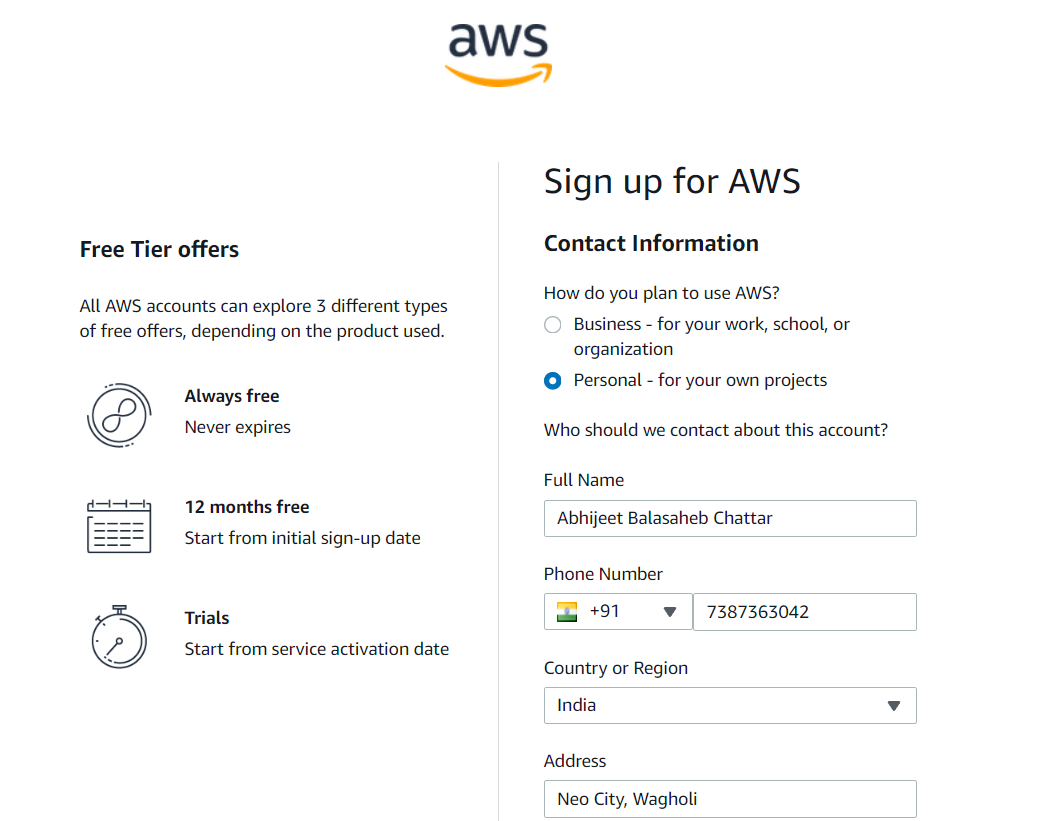 aws
Free Tier offers
All AWS accounts can explore 3 different types
of free offers, depending on the product used.
Always free
Never expires
12 months free
Start from initial sign-up date
Trials
Start from service activation date
Sign up for AWS
Contact Information
How do you plan to use AWS?
Business - for your work, school, or
organization
Personal - for your own projects
Who should we contact about this account?
Full Name
Abhijeet Balasaheb Chattar
Phone Number
+91 7387363042
Country or Region
India
Address
Neo City, Wagholi